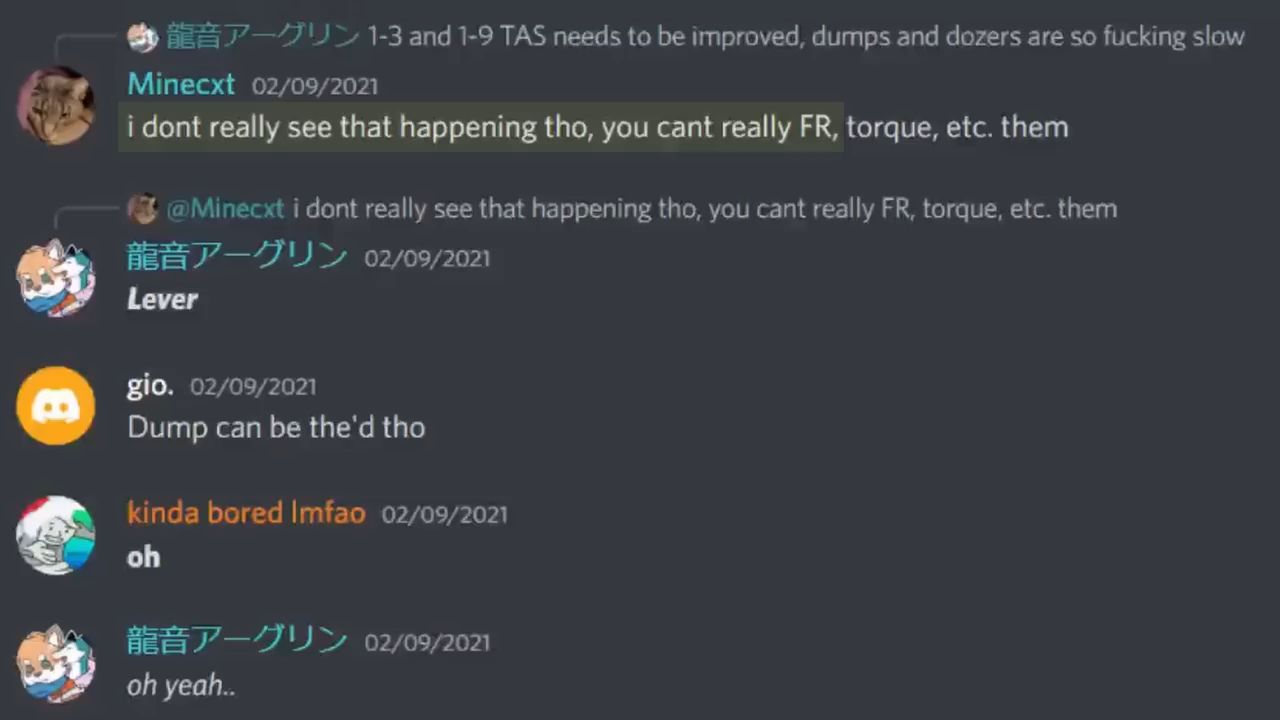 龍音アーグリン 1-3 and 1-9 TAS needs to be improved, dumps and dozers are so fucking slow
Minecxt 02/09/2021
i dont really see that happening tho, you cant really FR, torque, etc. them
@Minecxt i dont really see that happening tho, you cant really FR, torque, etc. them
龍音アーグリン 02/09/2021
Lever
gio. 02/09/2021
Dump can be the'd tho
kinda bored lmfao 02/09/2021
oh
龍音アーグリン 02/09/2021
oh yeah..